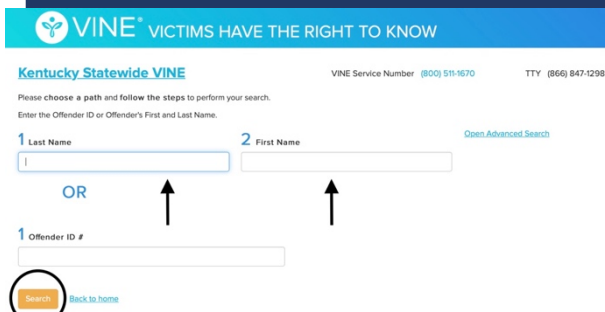 VINE® VICTIMS HAVE THE RIGHT TO KNOW
Kentucky Statewide VINE VINE Service Number (800) 511-1670 TTY (866) 847-1298
Please choose a path and follow the steps to perform your search.
Enter the Offender ID or Offender's First and Last Name.
1 Last Name 2 First Name Open Advanced Search
OR
1 Offender ID #
Search Back to home